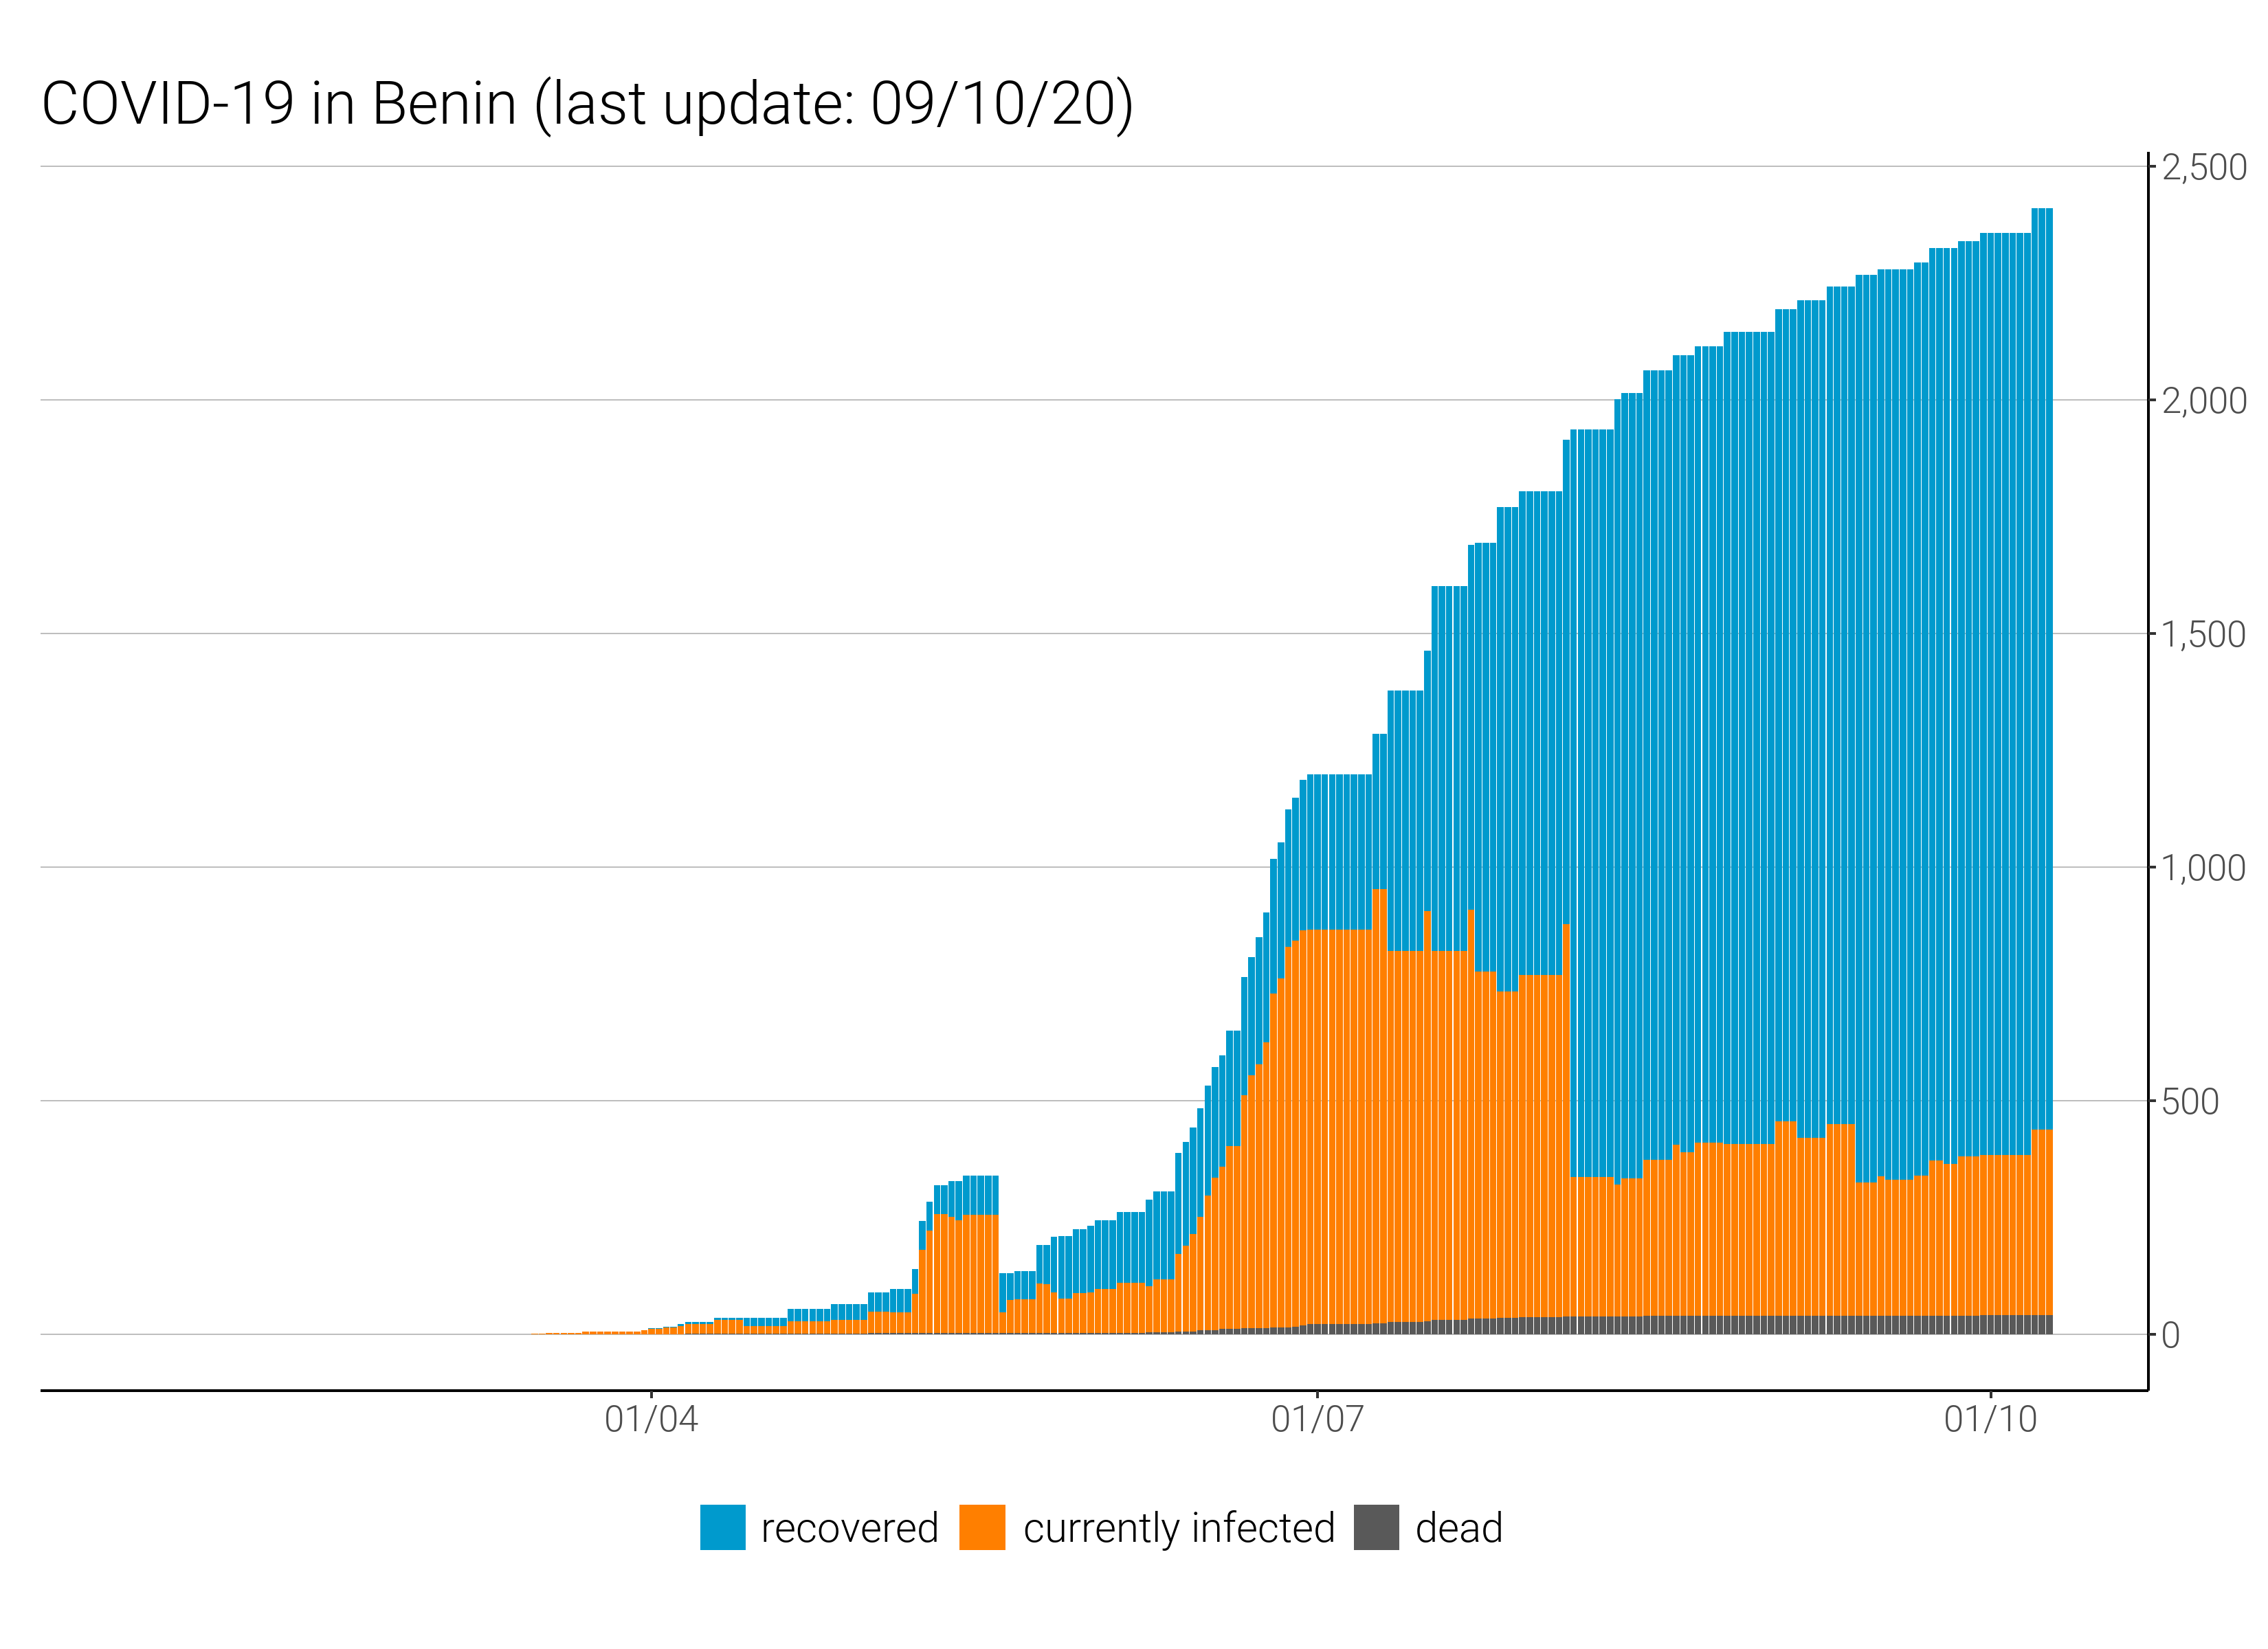 COVID-19 in Benin (last update: 09/10/20)
2,500
2,000
1,500
1,000
500
0
01/04 01/07 01/10
recovered currently infected dead